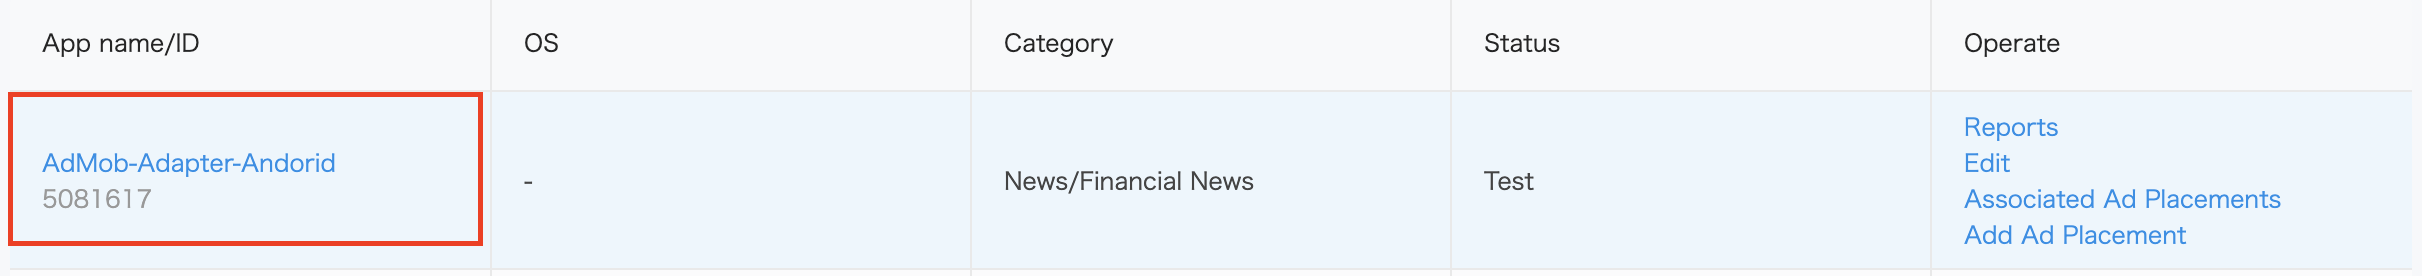 App name/ID
OS
Category
Status
Operate
AdMob-Adapter-Andorid
5081617
-
News/Financial News
Test
Reports
Edit
Associated Ad Placements
Add Ad Placement